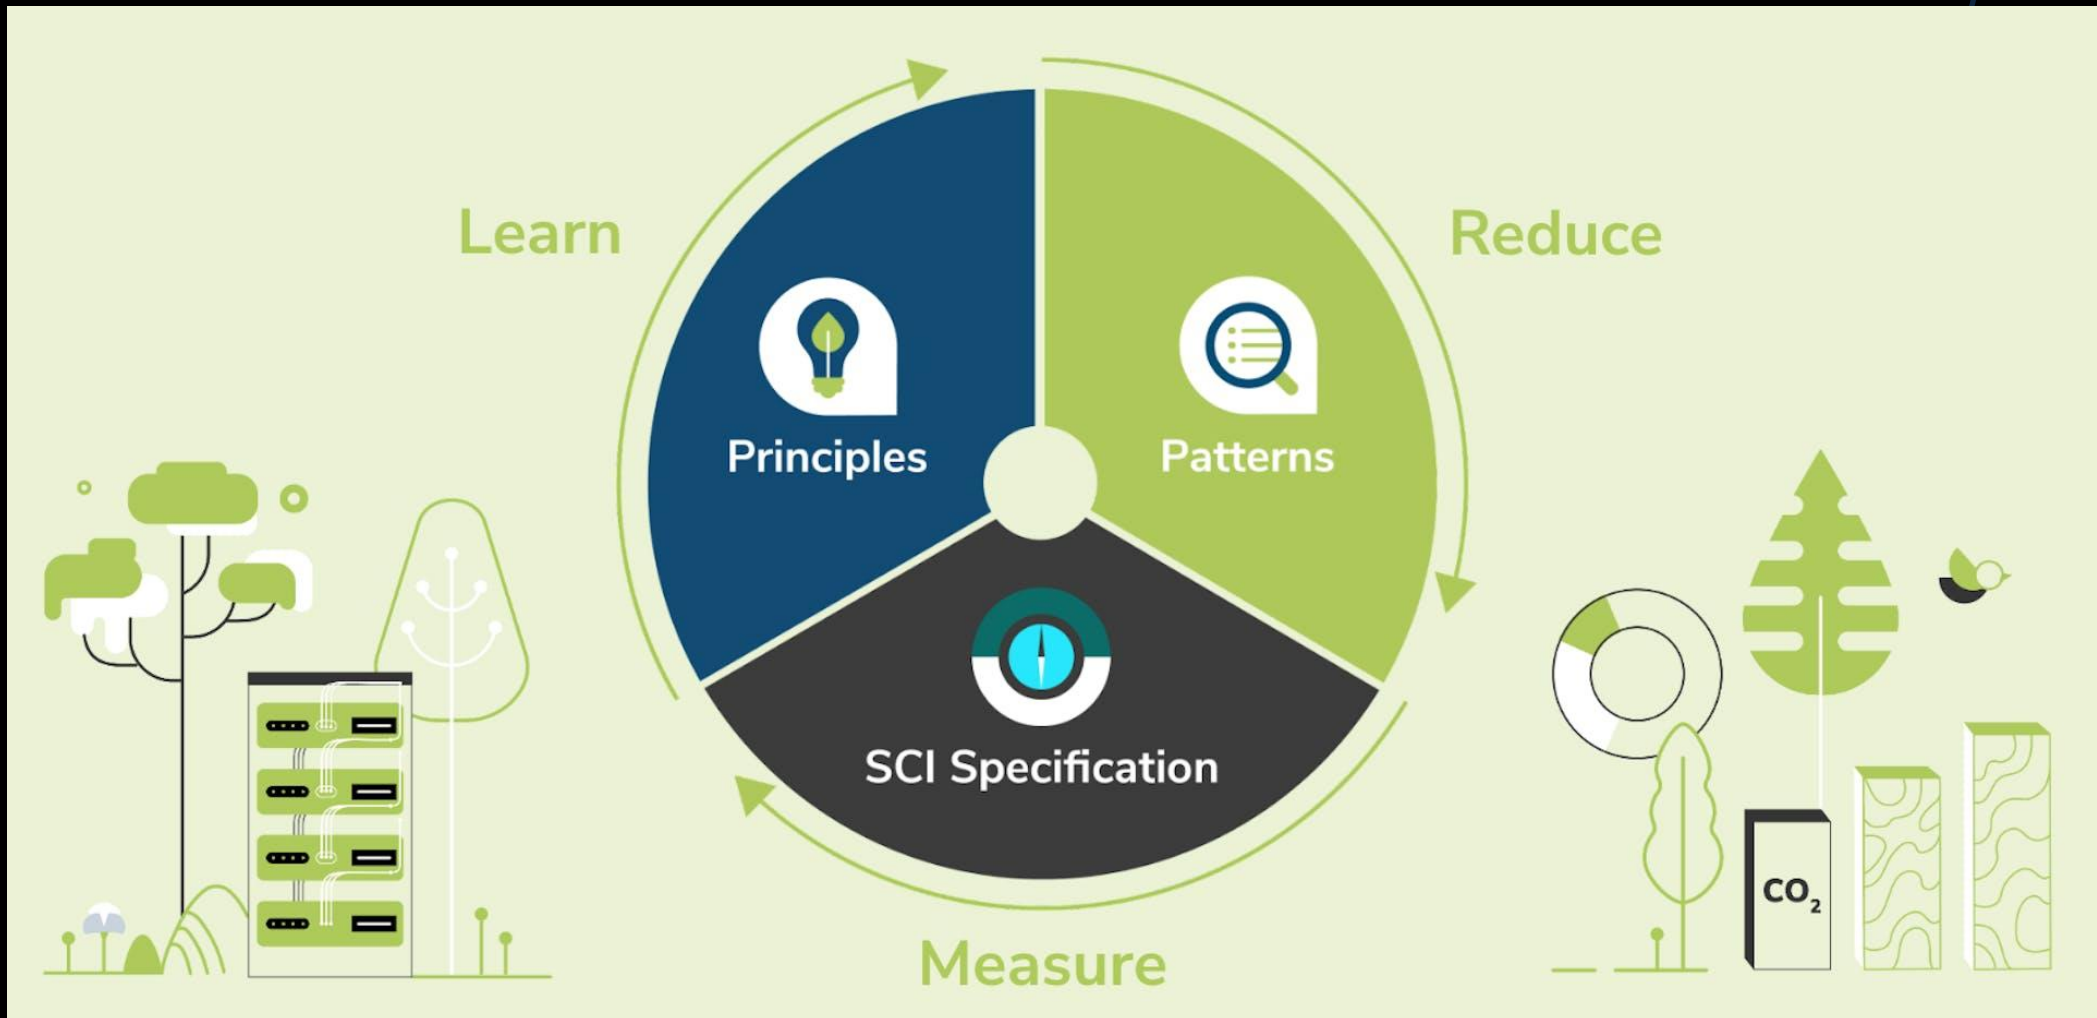 Learn
Reduce
Principles
Patterns
SCI Specification
CO₂
Measure